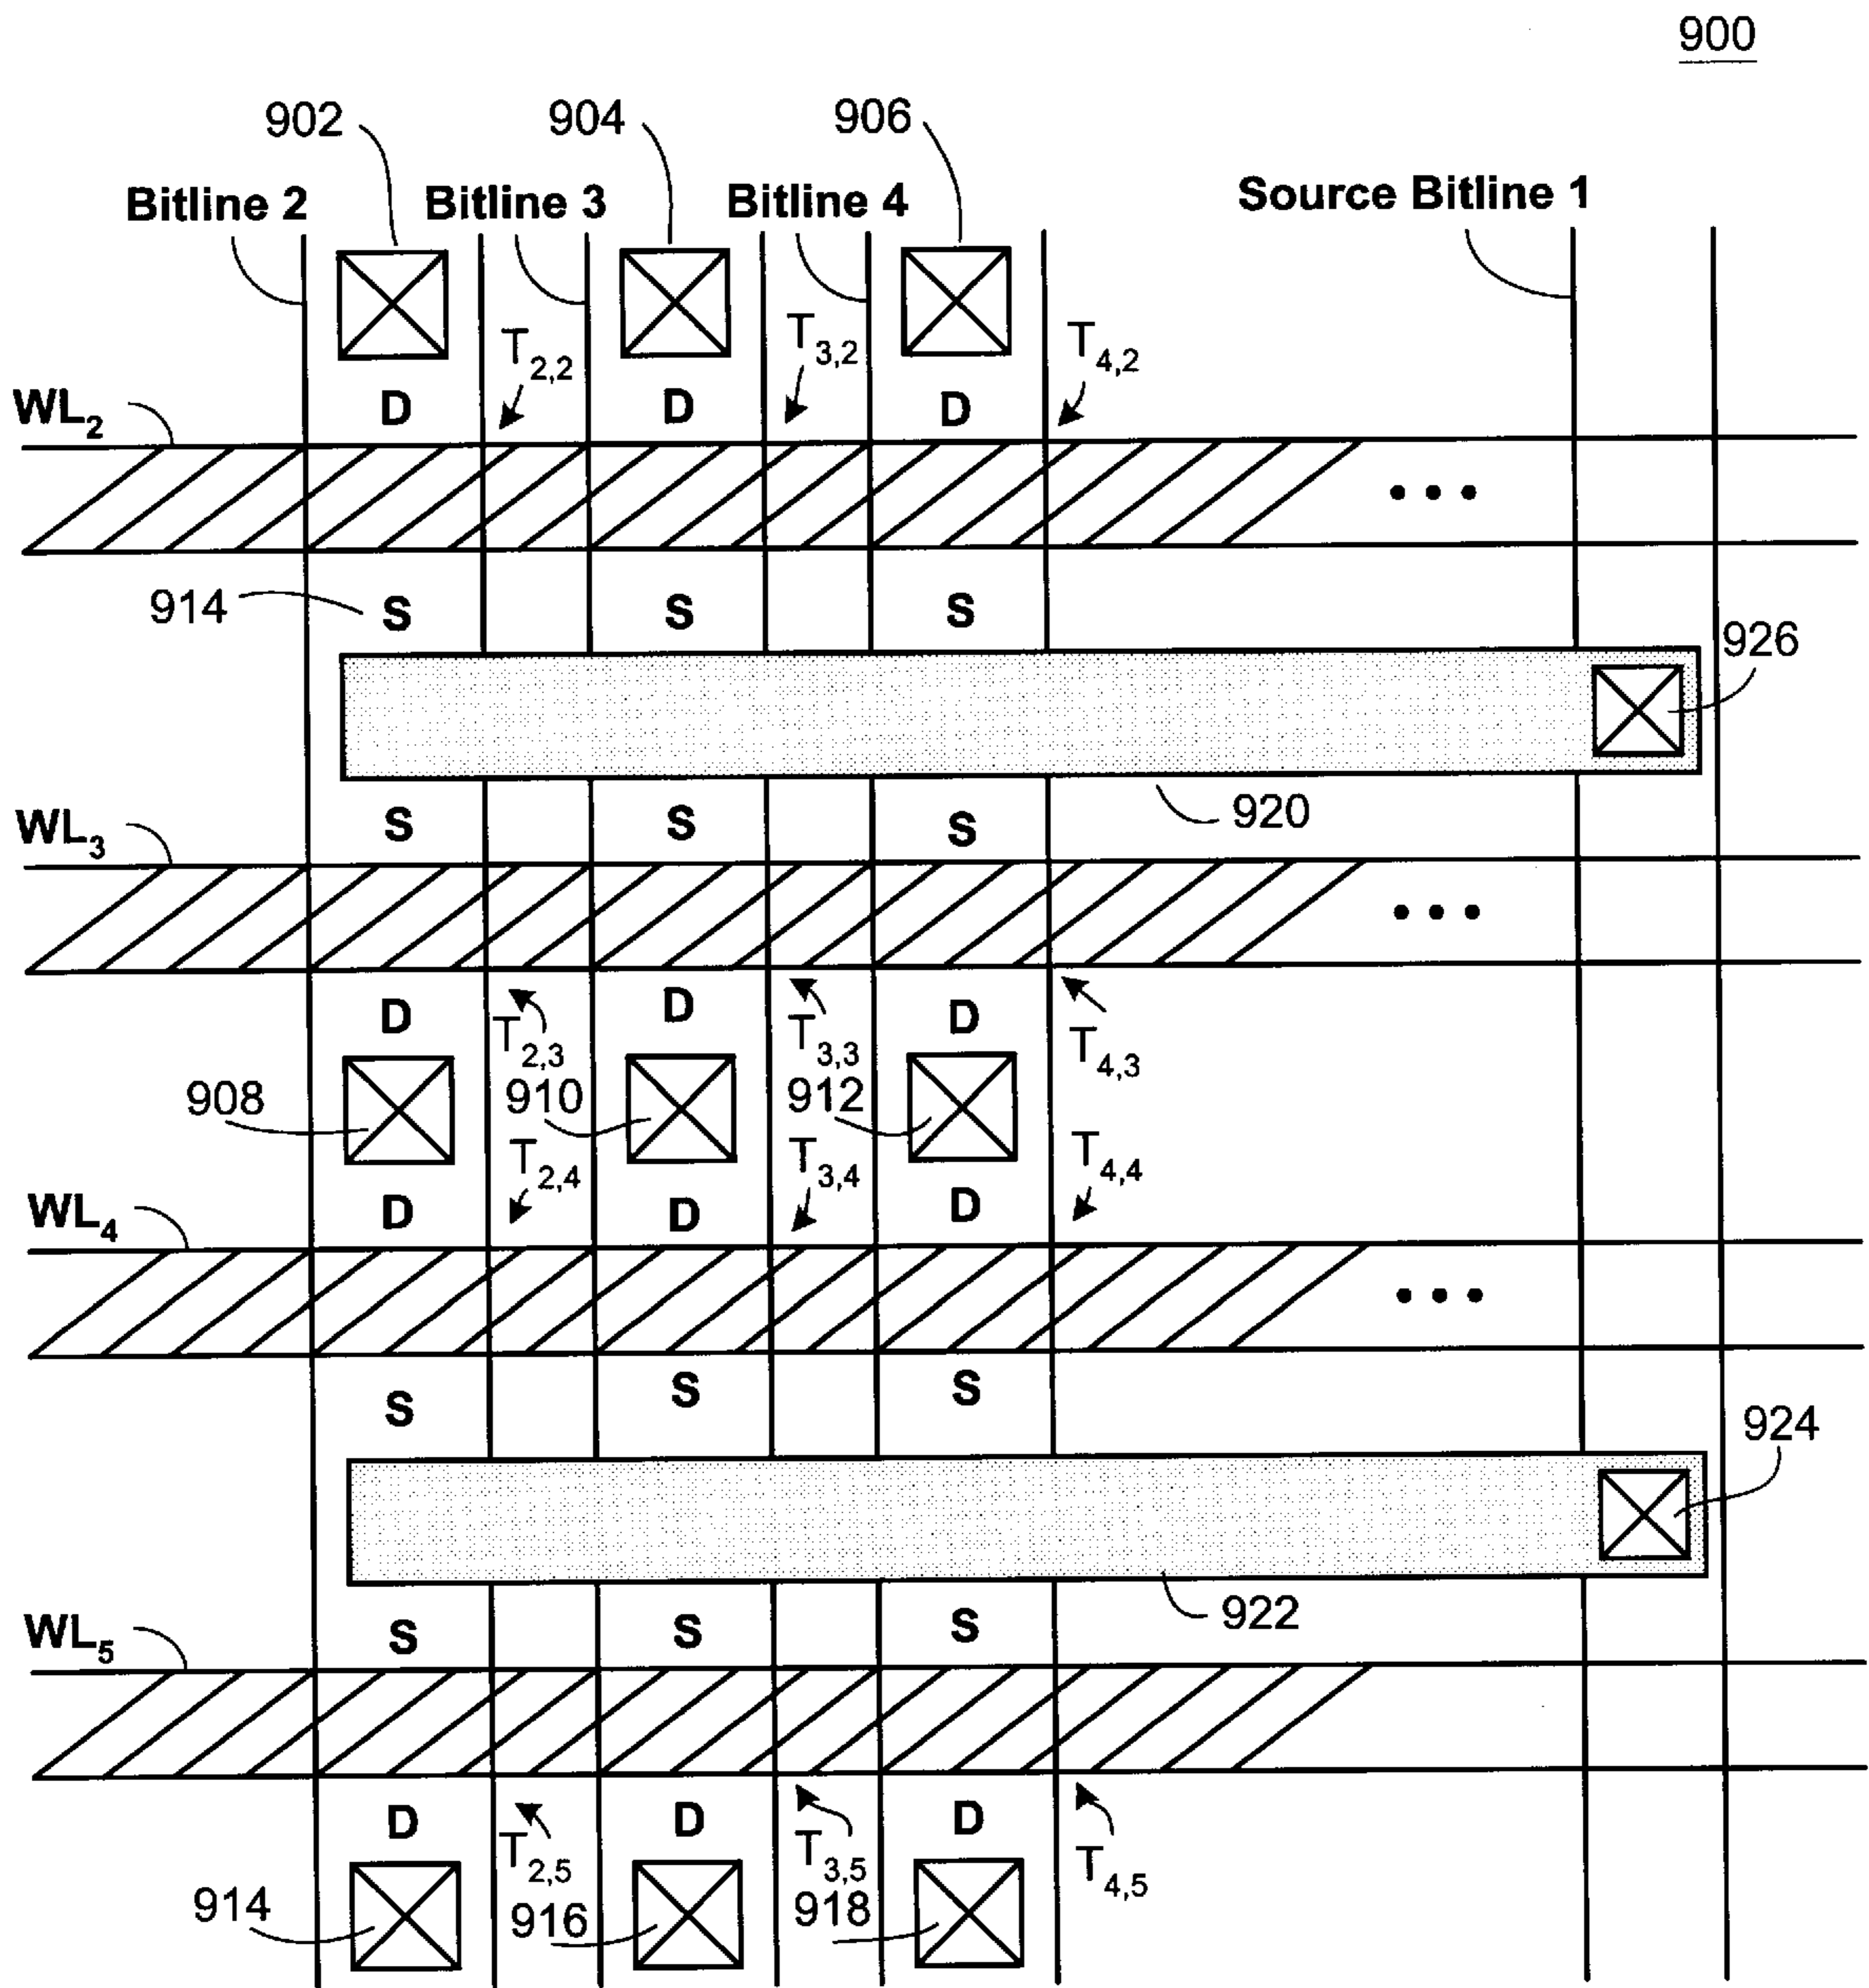 900
902 904 906
Bitline 2 Bitline 3 Bitline 4 Source Bitline 1
T2,2 T3,2 T4,2
WL2 D D D
• • •
914 S S S
926
920
WL3 S S S
• • •
D D D
T2,3 T3,3 T4,3
908 910 912
T2,4 T3,4 T4,4
WL4 D D D
• • •
S S S
924
922
WL5 S S S
D D D
T2,5 T3,5 T4,5
914 916 918